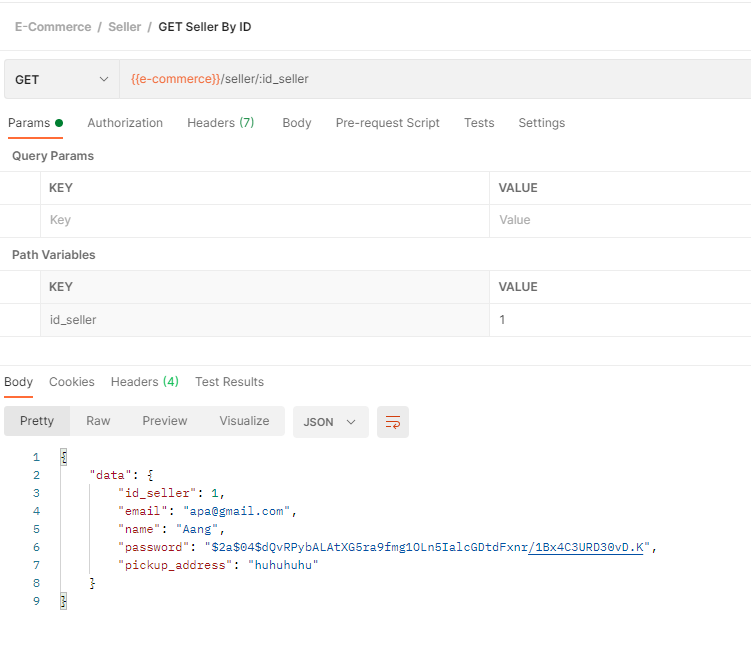 E-Commerce / Seller / GET Seller By ID
GET {{e-commerce}}/seller/:id_seller
Params Authorization Headers (7) Body Pre-request Script Tests Settings
Query Params
KEY VALUE
Key Value
Path Variables
KEY VALUE
id_seller 1
Body Cookies Headers (4) Test Results
Pretty Raw Preview Visualize JSON
1 {
2 "data": {
3 "id_seller": 1,
4 "email": "apa@gmail.com",
5 "name": "Aang",
6 "password": "$2a$04$dQvRPybALAtXG5ra9fmg1OLn5IalcGDtdFxnr/1Bx4C3URD30vD.K",
7 "pickup_address": "huhuhuhu"
8 }
9 }